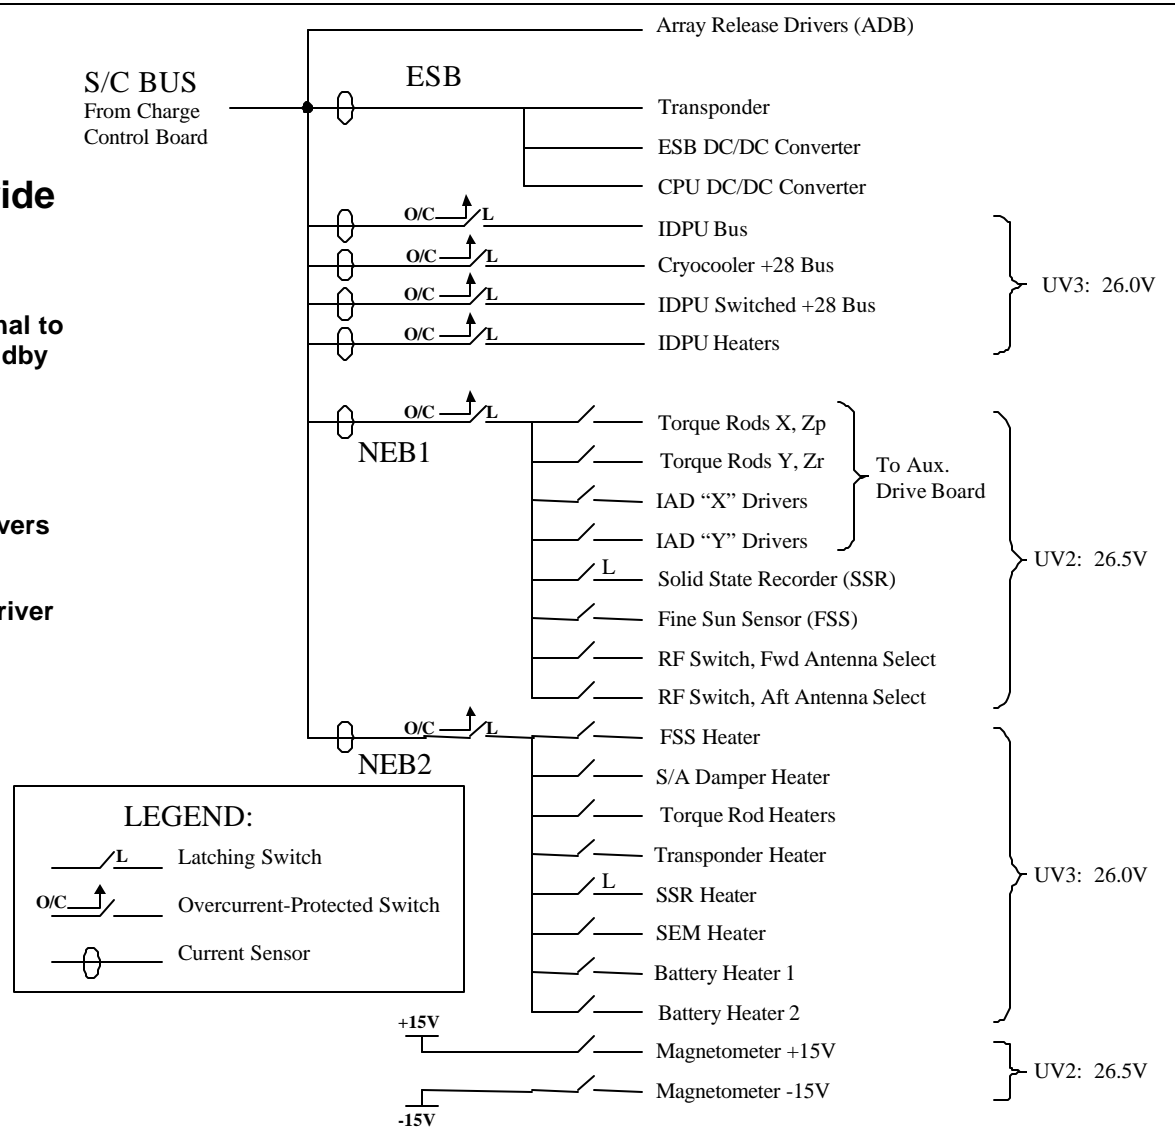 Array Release Drivers (ADB)
S/C BUS
From Charge
Control Board
ESB
Transponder
ESB DC/DC Converter
CPU DC/DC Converter
O/C L IDPU Bus
O/C L Cryocooler +28 Bus
O/C L IDPU Switched +28 Bus
O/C L IDPU Heaters
UV3: 26.0V
nal to
O/C L
NEB1
Torque Rods X, Zp
Torque Rods Y, Zr
IAD “X” Drivers
IAD “Y” Drivers
To Aux.
Drive Board
L Solid State Recorder (SSR)
Fine Sun Sensor (FSS)
RF Switch, Fwd Antenna Select
RF Switch, Aft Antenna Select
UV2: 26.5V
ide
dby
vers
river
O/C L
NEB2
FSS Heater
S/A Damper Heater
Torque Rod Heaters
Transponder Heater
L SSR Heater
SEM Heater
Battery Heater 1
Battery Heater 2
UV3: 26.0V
LEGEND:
L Latching Switch
O/C Overcurrent-Protected Switch
Current Sensor
+15V
Magnetometer +15V
Magnetometer -15V
-15V
UV2: 26.5V